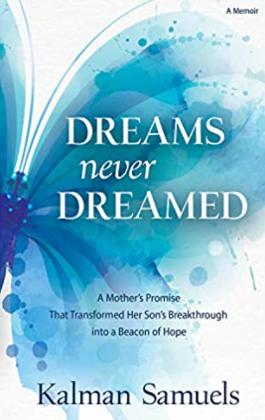 A Memoir
DREAMS
never
DREAMED
A Mother's Promise
That Transformed Her Son's Breakthrough
into a Beacon of Hope
Kalman Samuels